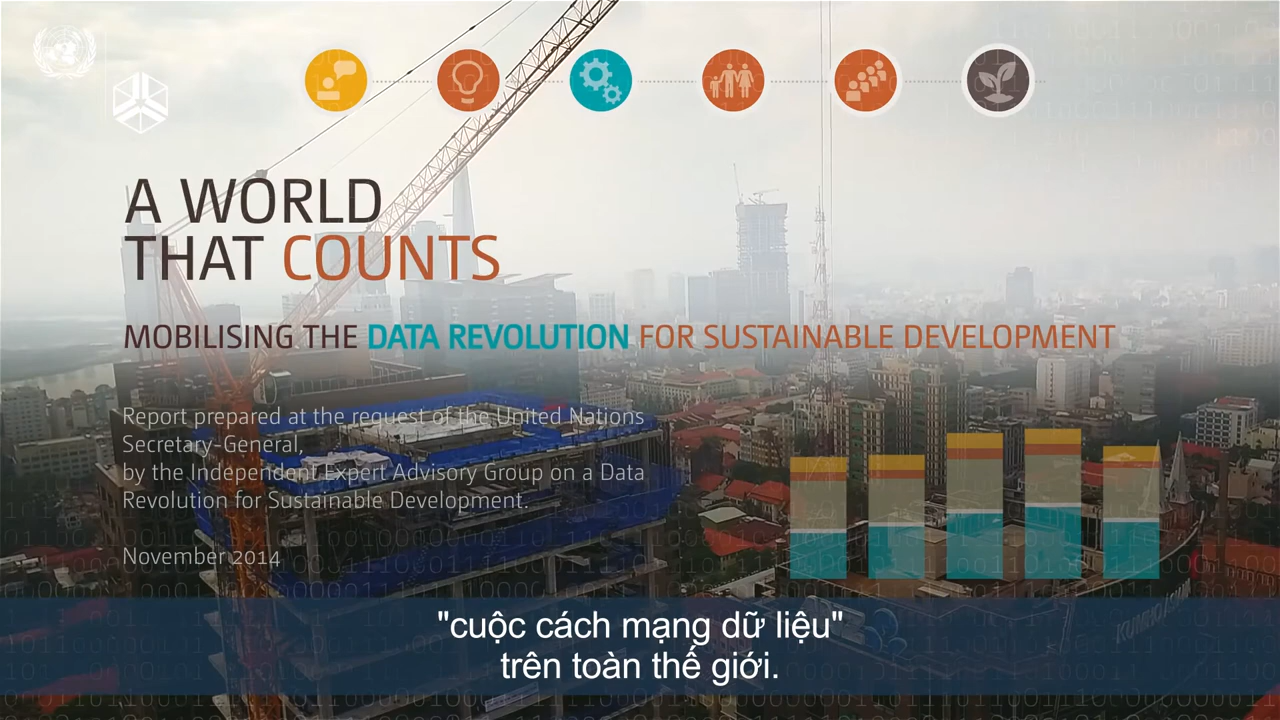 A WORLD
THAT COUNTS
MOBILISING THE DATA REVOLUTION FOR SUSTAINABLE DEVELOPMENT
Report prepared at the request of the United Nations
Secretary-General,
by the Independent Expert Advisory Group on a Data
Revolution for Sustainable Development.
November 2014
KUMHO ASIANA
"cuộc cách mạng dữ liệu"
trên toàn thế giới.